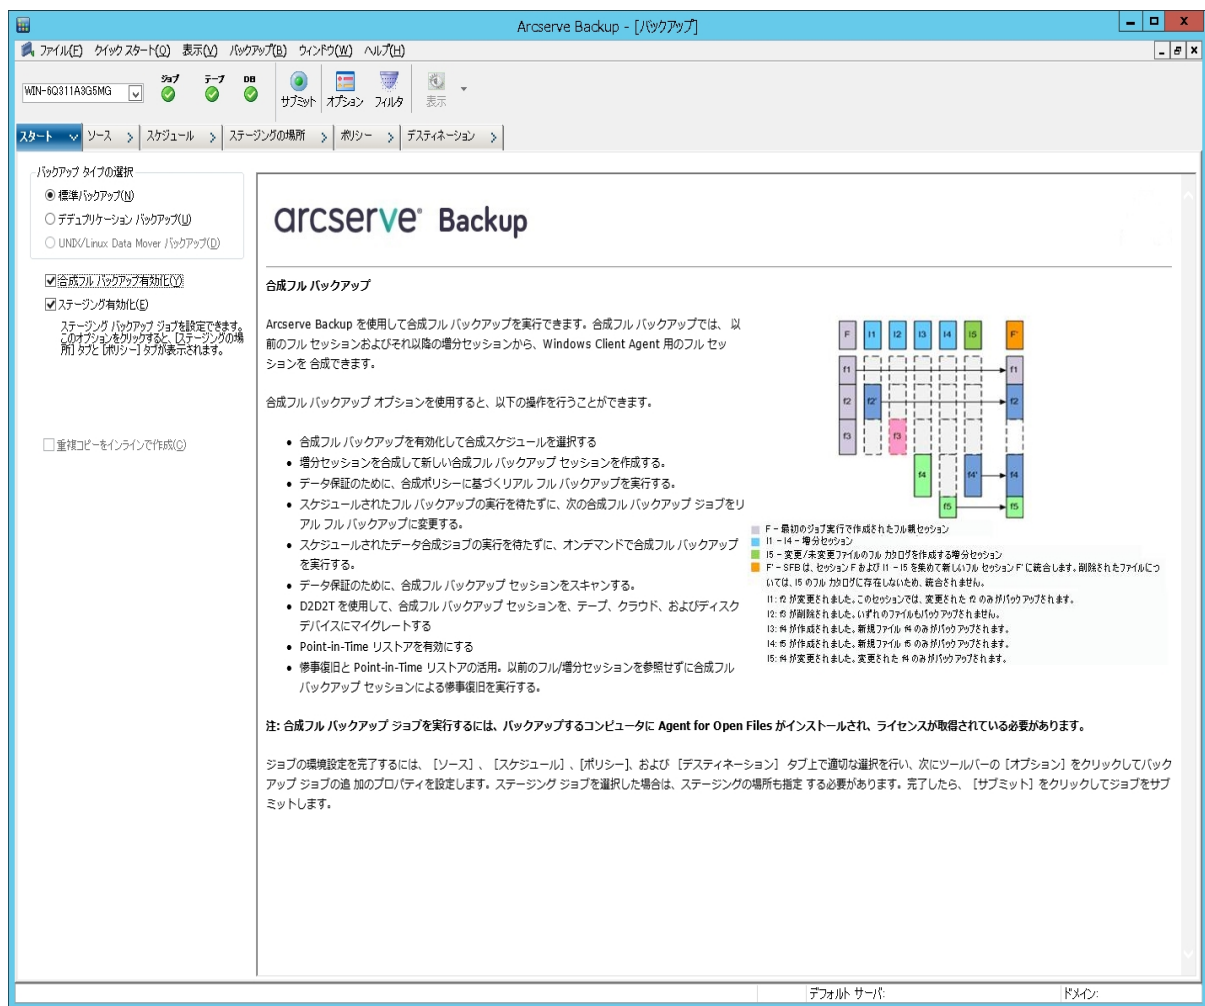 Arcserve Backup - [バックアップ]
ファイル(F) クイック スタート(Q) 表示(V) バックアップ(B) ウィンドウ(W) ヘルプ(H)
WIN-6Q311A3G5MG
ジョブ テープ DB
サブミット オプション フィルタ 表示
スタート ソース スケジュール ステージングの場所 ポリシー デスティネーション
バックアップ タイプの選択
標準バックアップ(N)
デデュプリケーション バックアップ(U)
UNIX/Linux Data Mover バックアップ(D)
合成フル バックアップ有効化(Y)
ステージング有効化(E)
ステージング バックアップ ジョブを設定できます。
このオプションをクリックすると、[ステージングの場
所] タブと [ポリシー] タブが表示されます。
重複コピーをインラインで作成(C)
arcserve® Backup
合成フル バックアップ
Arcserve Backup を使用して合成フル バックアップを実行できます。合成フル バックアップでは、以
前のフル セッションおよびそれ以降の増分セッションから、Windows Client Agent 用のフル セッ
ションを 合成できます。
合成フル バックアップ オプションを使用すると、以下の操作を行うことができます。
• 合成フル バックアップを有効化して合成スケジュールを選択する
• 増分セッションを合成して新しい合成フル バックアップ セッションを作成する。
• データ保証のために、合成ポリシーに基づくリアル フル バックアップを実行する。
• スケジュールされたフル バックアップの実行を待たずに、次の合成フル バックアップ ジョブをリ
アル フル バックアップに変更する。
• スケジュールされたデータ合成ジョブの実行を待たずに、オンデマンドで合成フル バックアップ
を実行する。
• データ保証のために、合成フル バックアップ セッションをスキャンする。
• D2D2T を使用して、合成フル バックアップ セッションを、テープ、クラウド、およびディスク
デバイスにマイグレートする
• Point-in-Time リストアを有効にする
• 惨事復旧と Point-in-Time リストアの活用。以前のフル/増分セッションを参照せずに合成フル
バックアップ セッションによる惨事復旧を実行する。
F I1 I2 I3 I4 I5 F'
f1 f1
f2 f2' f2
f3 f3
f4 f4' f4
f5 f5
F - 最初のジョブ実行で作成されたフル親セッション
I1 - I4 - 増分セッション
I5 - 変更/未変更ファイルのフル カタログを作成する増分セッション
F' - SFB は、セッション F および I1 - I5 を集めて新しいフル セッション F' に統合します。削除されたファイルにつ
いては、I5 のフル カタログに存在しないため、統合されません。
I1: f2 が変更されました。このセッションでは、変更された f2 のみがバックアップされます。
I2: f3 が削除されました。いずれのファイルもバックアップされません。
I3: f4 が作成されました。新規ファイル f4 のみがバックアップされます。
I4: f5 が作成されました。新規ファイル f5 のみがバックアップされます。
I5: f4 が変更されました。変更された f4 のみがバックアップされます。
注: 合成フル バックアップ ジョブを実行するには、バックアップするコンピュータに Agent for Open Files がインストールされ、ライセンスが取得されている必要があります。
ジョブの環境設定を完了するには、 [ソース] 、 [スケジュール] 、[ポリシー]、および [デスティネーション] タブ上で適切な選択を行い、次にツールバーの [オプション] をクリックしてバック
アップ ジョブの追 加のプロパティを設定します。ステージング ジョブを選択した場合は、ステージングの場所も指定 する必要があります。完了したら、 [サブミット] をクリックしてジョブをサブ
ミットします。
デフォルト サーバ: ドメイン: